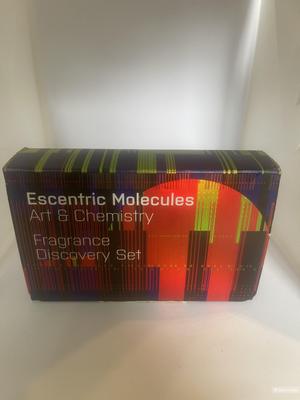 Escentric Molecules
Art & Chemistry
Fragrance
Discovery Set